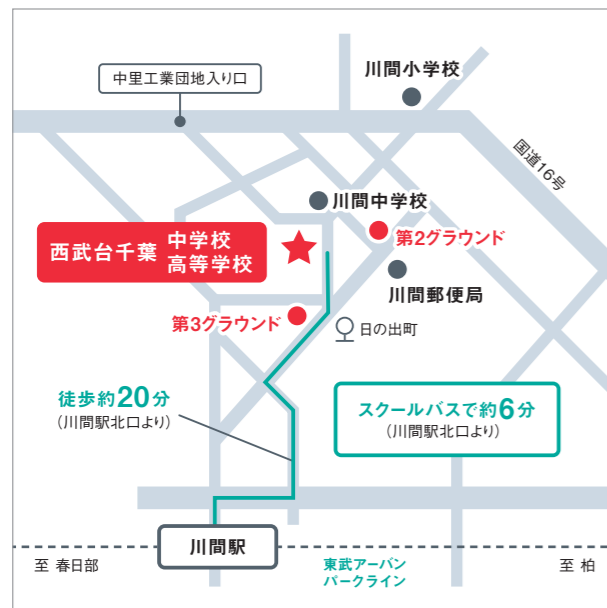 川間小学校
中里工業団地入り口
国道16号
川間中学校
西武台千葉 中学校
高等学校
第2グラウンド
川間郵便局
第3グラウンド
日の出町
徒歩約20分
(川間駅北口より)
スクールバスで約6分
(川間駅北口より)
川間駅
至 春日部
東武アーバン
パークライン
至 柏